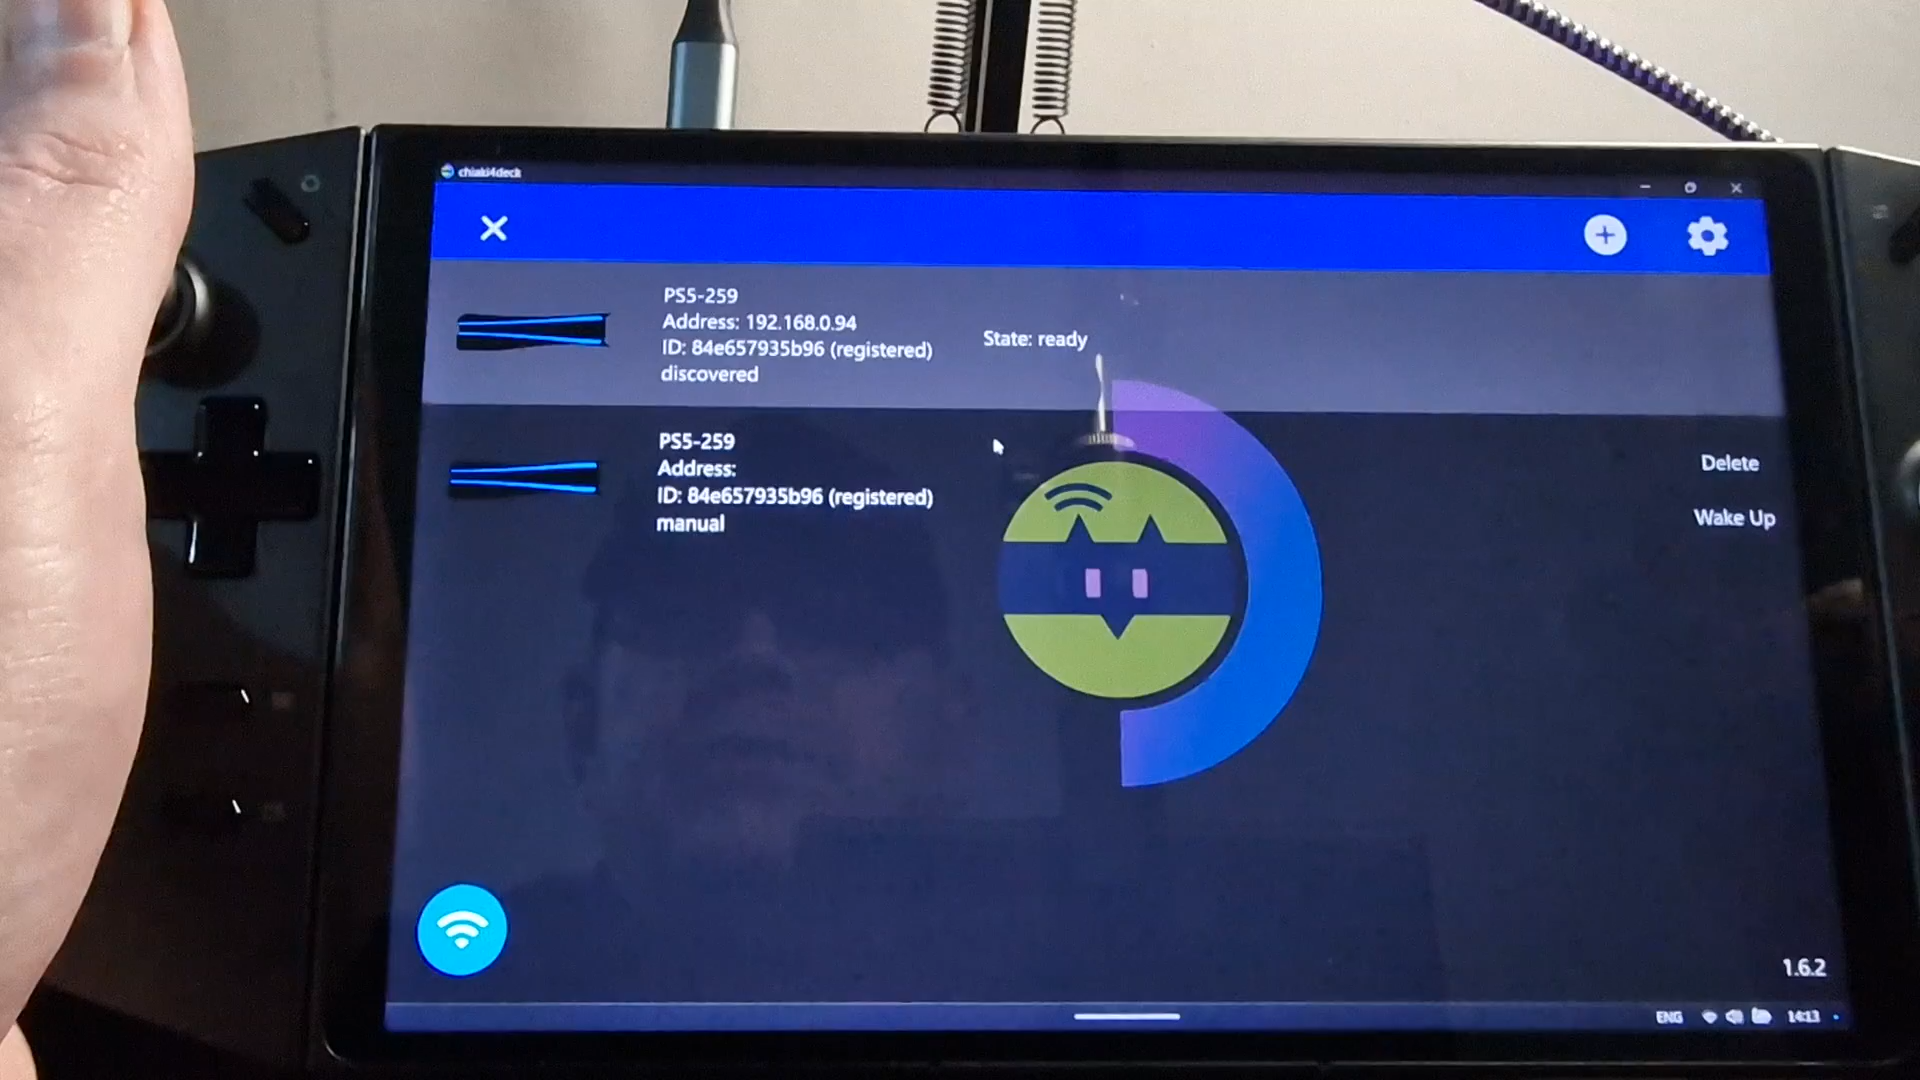 chiaki4deck
PS5-259
Address: 192.168.0.94
ID: 84e657935b96 (registered)
discovered
State: ready
PS5-259
Address:
ID: 84e657935b96 (registered)
manual
Delete
Wake Up
1.6.2
ENG
14:13